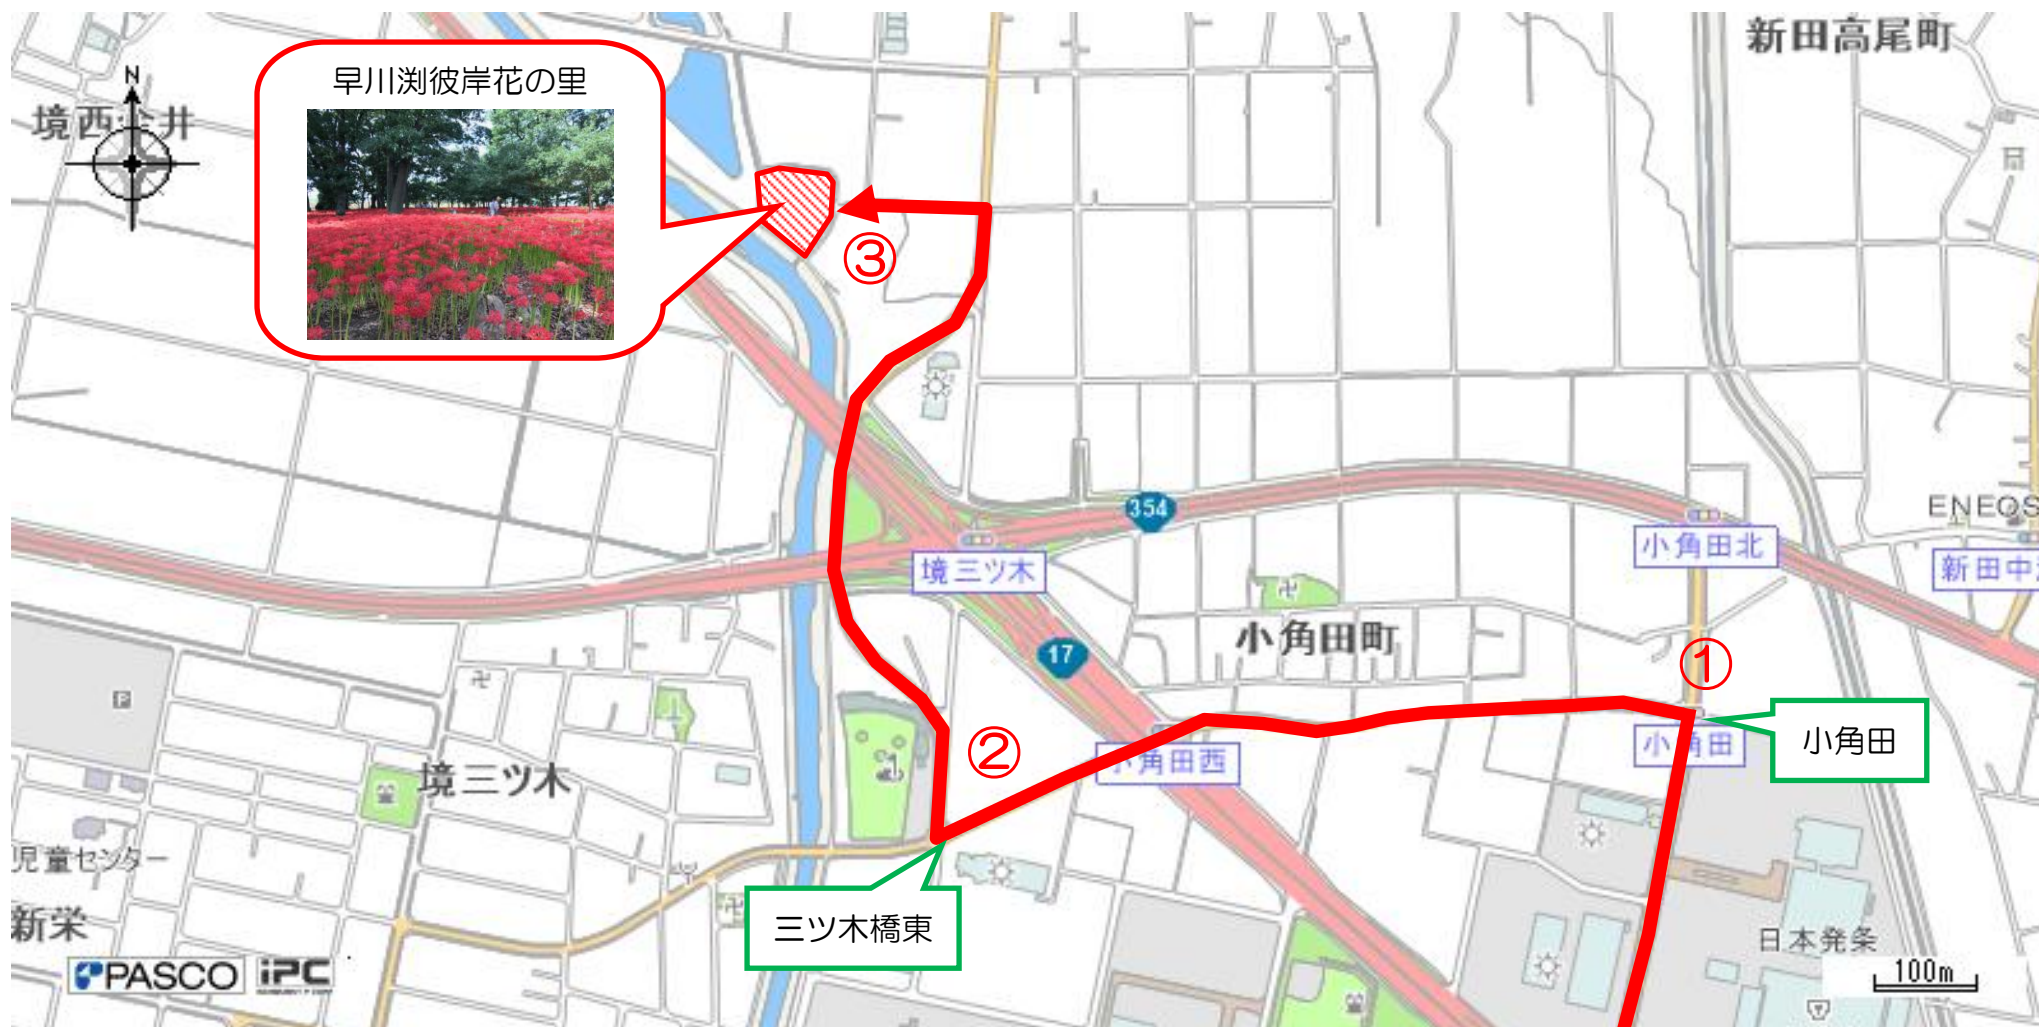 新田高尾町
早川渕彼岸花の里
N
境西今井
③
354
ENEOS
小角田北
境三ツ木
新田中
小角田町
17
①
P
小角田
小角田
②
小角田西
境三ツ木
児童センター
三ツ木橋東
新栄
日本発条
PASCO
iPC
100m